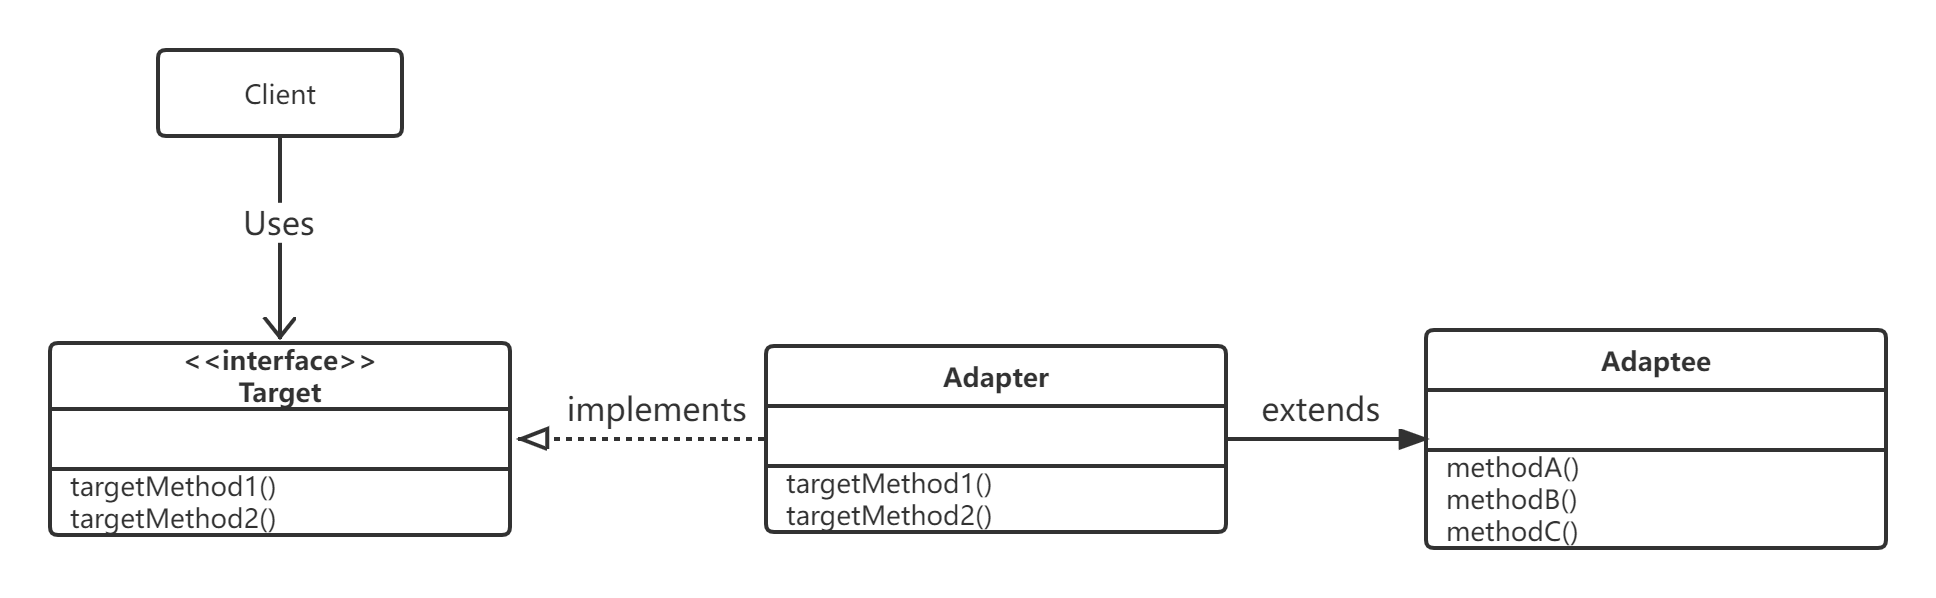 Client
Uses
<<interface>>
Target
targetMethod1()
targetMethod2()
implements
Adapter
targetMethod1()
targetMethod2()
extends
Adaptee
methodA()
methodB()
methodC()